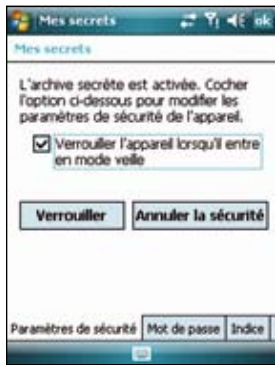 Mes secrets
ok
Mes secrets
L'archive secrète est activée. Cocher
l'option ci-dessous pour modifier les
paramètres de sécurité de l'appareil.
Verrouiller l'appareil lorsqu'il entre
en mode veille
Verrouiller
Annuler la sécurité
Paramètres de sécurité
Mot de passe
Indice